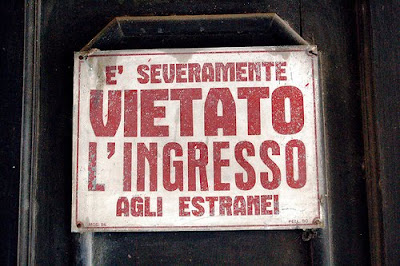 E' SEVERAMENTE
VIETATO
L'INGRESSO
AGLI ESTRANEI